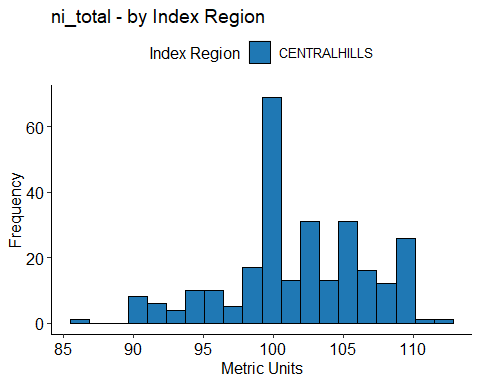 ni_total - by Index Region
Index Region CENTRALHILLS
60
40
20
0
Frequency
85 90 95 100 105 110
Metric Units